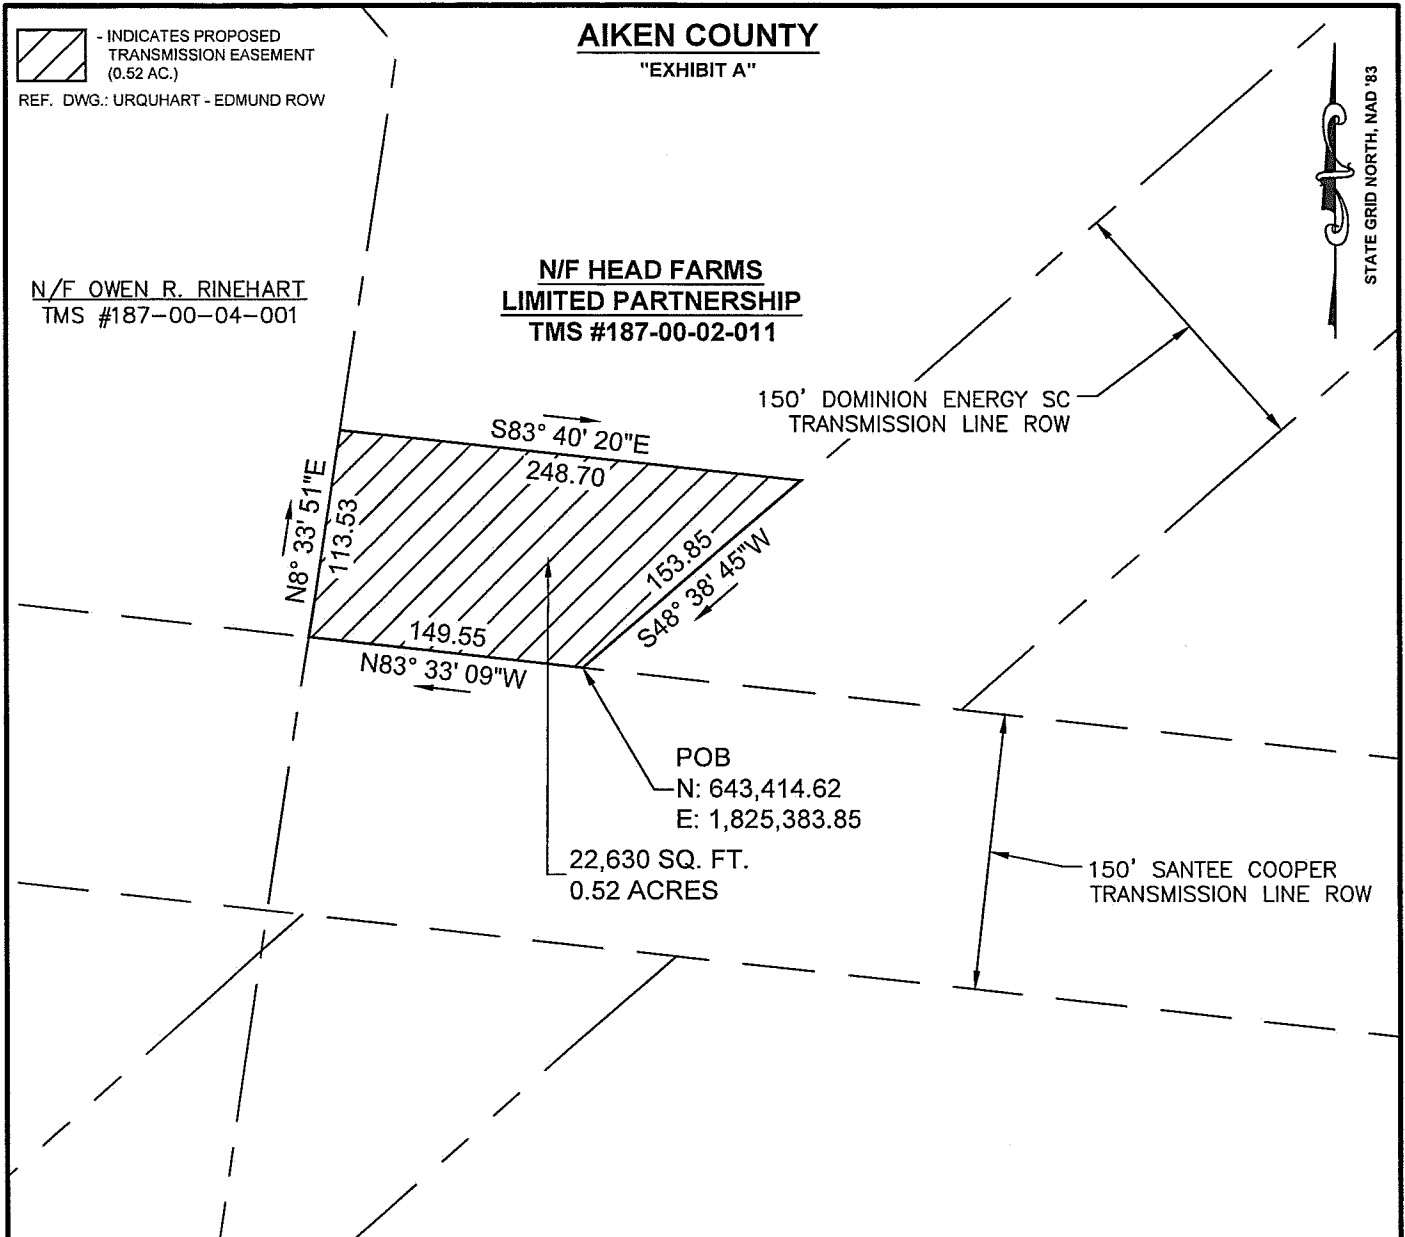 - INDICATES PROPOSED
TRANSMISSION EASEMENT
(0.52 AC.)
REF. DWG.: URQUHART - EDMUND ROW
AIKEN COUNTY
"EXHIBIT A"
STATE GRID NORTH, NAD '83
N/F OWEN R. RINEHART
TMS #187-00-04-001
N/F HEAD FARMS
LIMITED PARTNERSHIP
TMS #187-00-02-011
150' DOMINION ENERGY SC
TRANSMISSION LINE ROW
S83° 40' 20"E
248.70
N8° 33' 51"E
113.53
153.85
S48° 38' 45"W
149.55
N83° 33' 09"W
POB
N: 643,414.62
E: 1,825,383.85
22,630 SQ. FT.
0.52 ACRES
150' SANTEE COOPER
TRANSMISSION LINE ROW